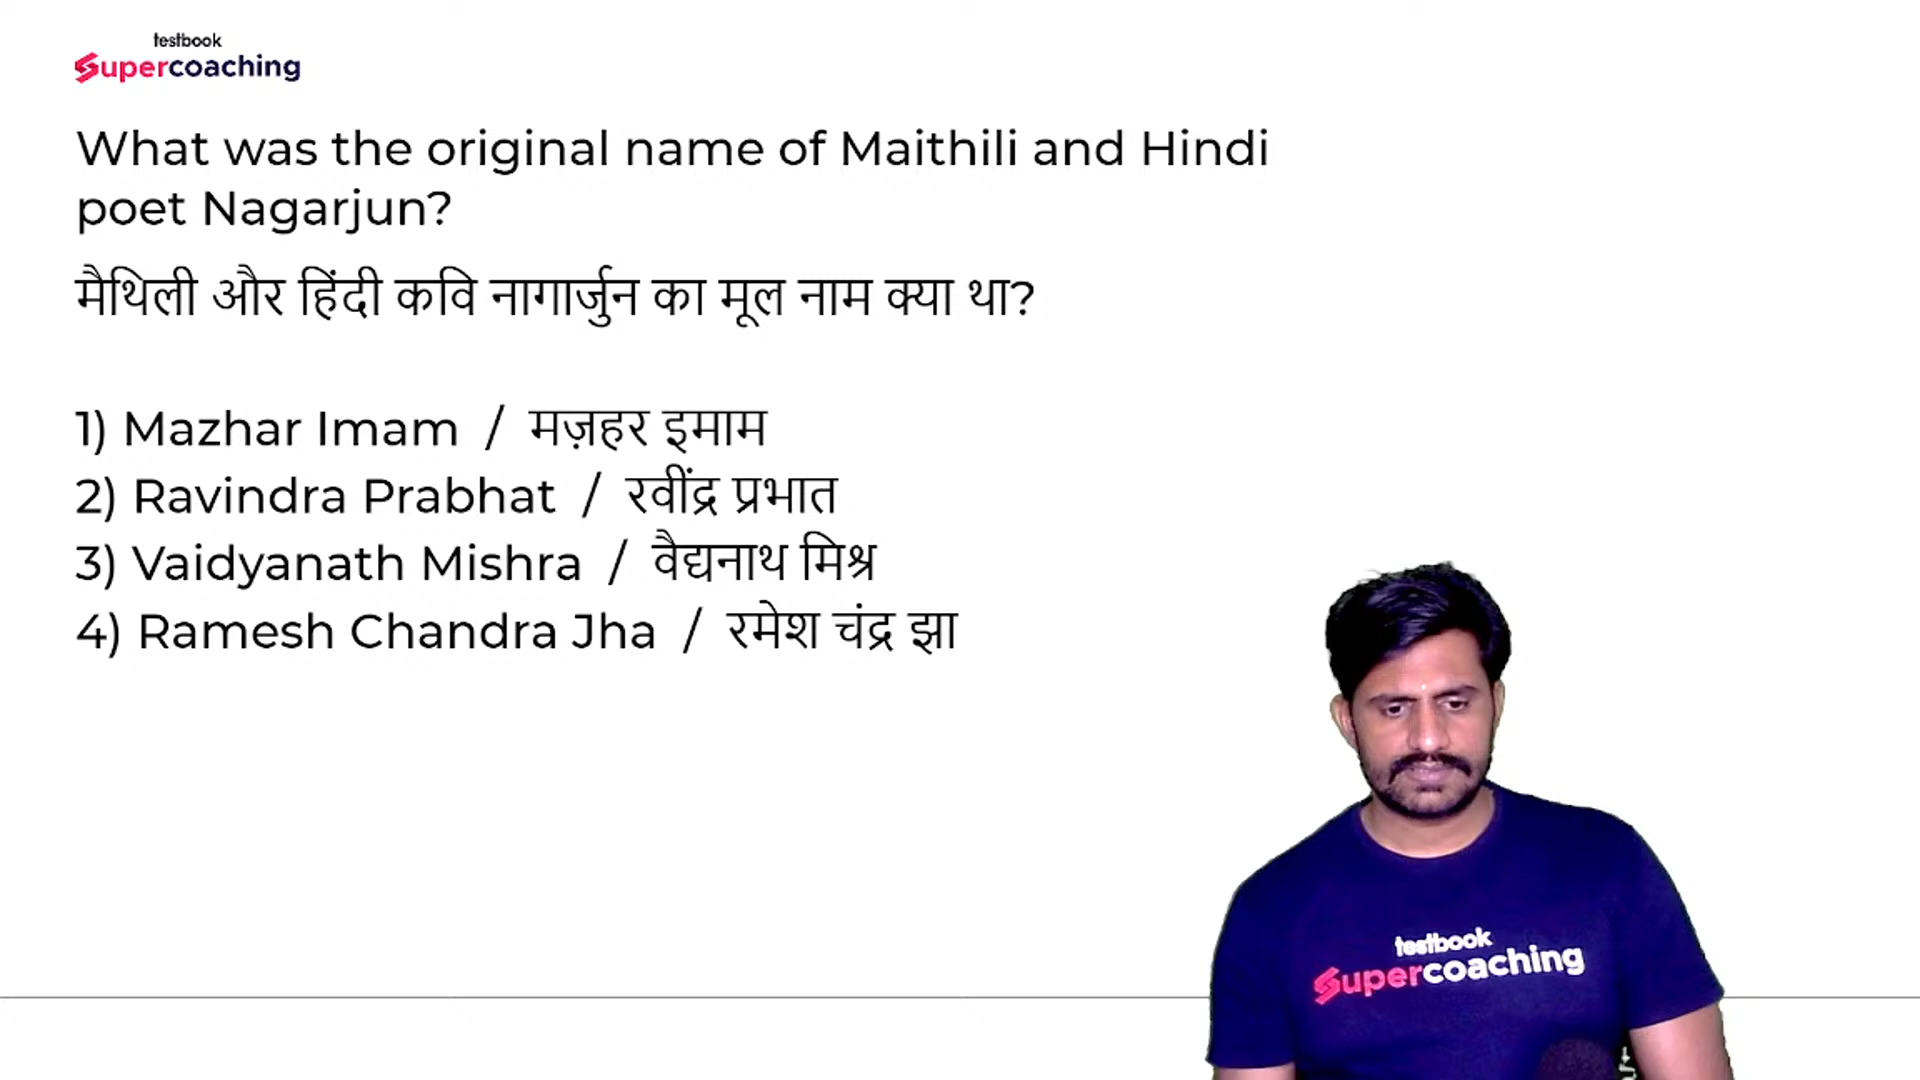 testbook
Supercoaching
What was the original name of Maithili and Hindi
poet Nagarjun?
मैथिली और हिंदी कवि नागार्जुन का मूल नाम क्या था?
1) Mazhar Imam / मज़हर इमाम
2) Ravindra Prabhat / रवींद्र प्रभात
3) Vaidyanath Mishra / वैद्यनाथ मिश्र
4) Ramesh Chandra Jha / रमेश चंद्र झा
testbook
Supercoaching